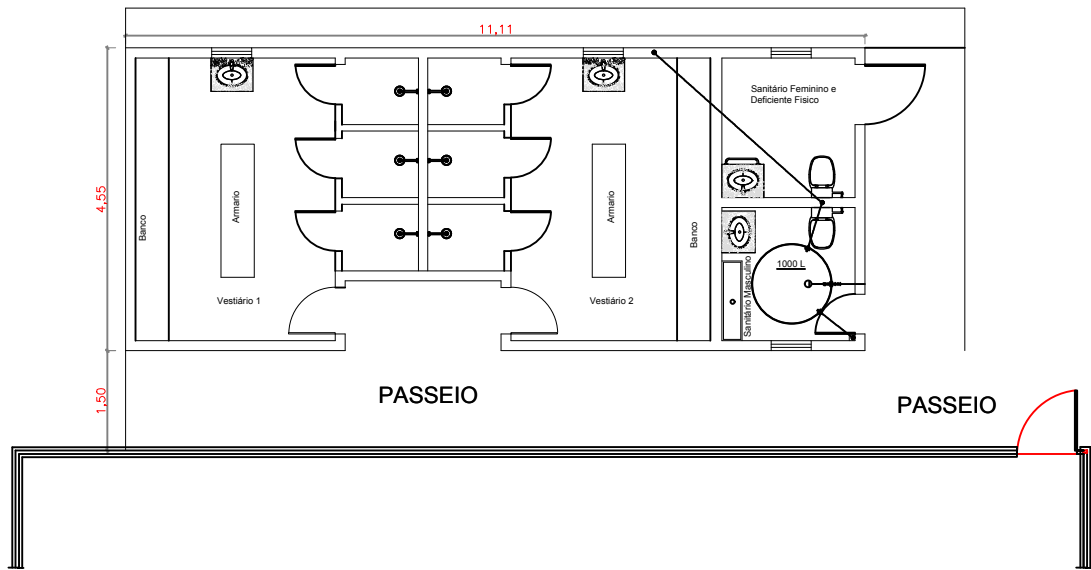 11,11
Sanitário Feminino e
Deficiente Fisico
4,55
Banco
Armario
Armario
Banco
1000 L
Sanitário Masculino
Vestiário 1
Vestiário 2
1,50
PASSEIO
PASSEIO